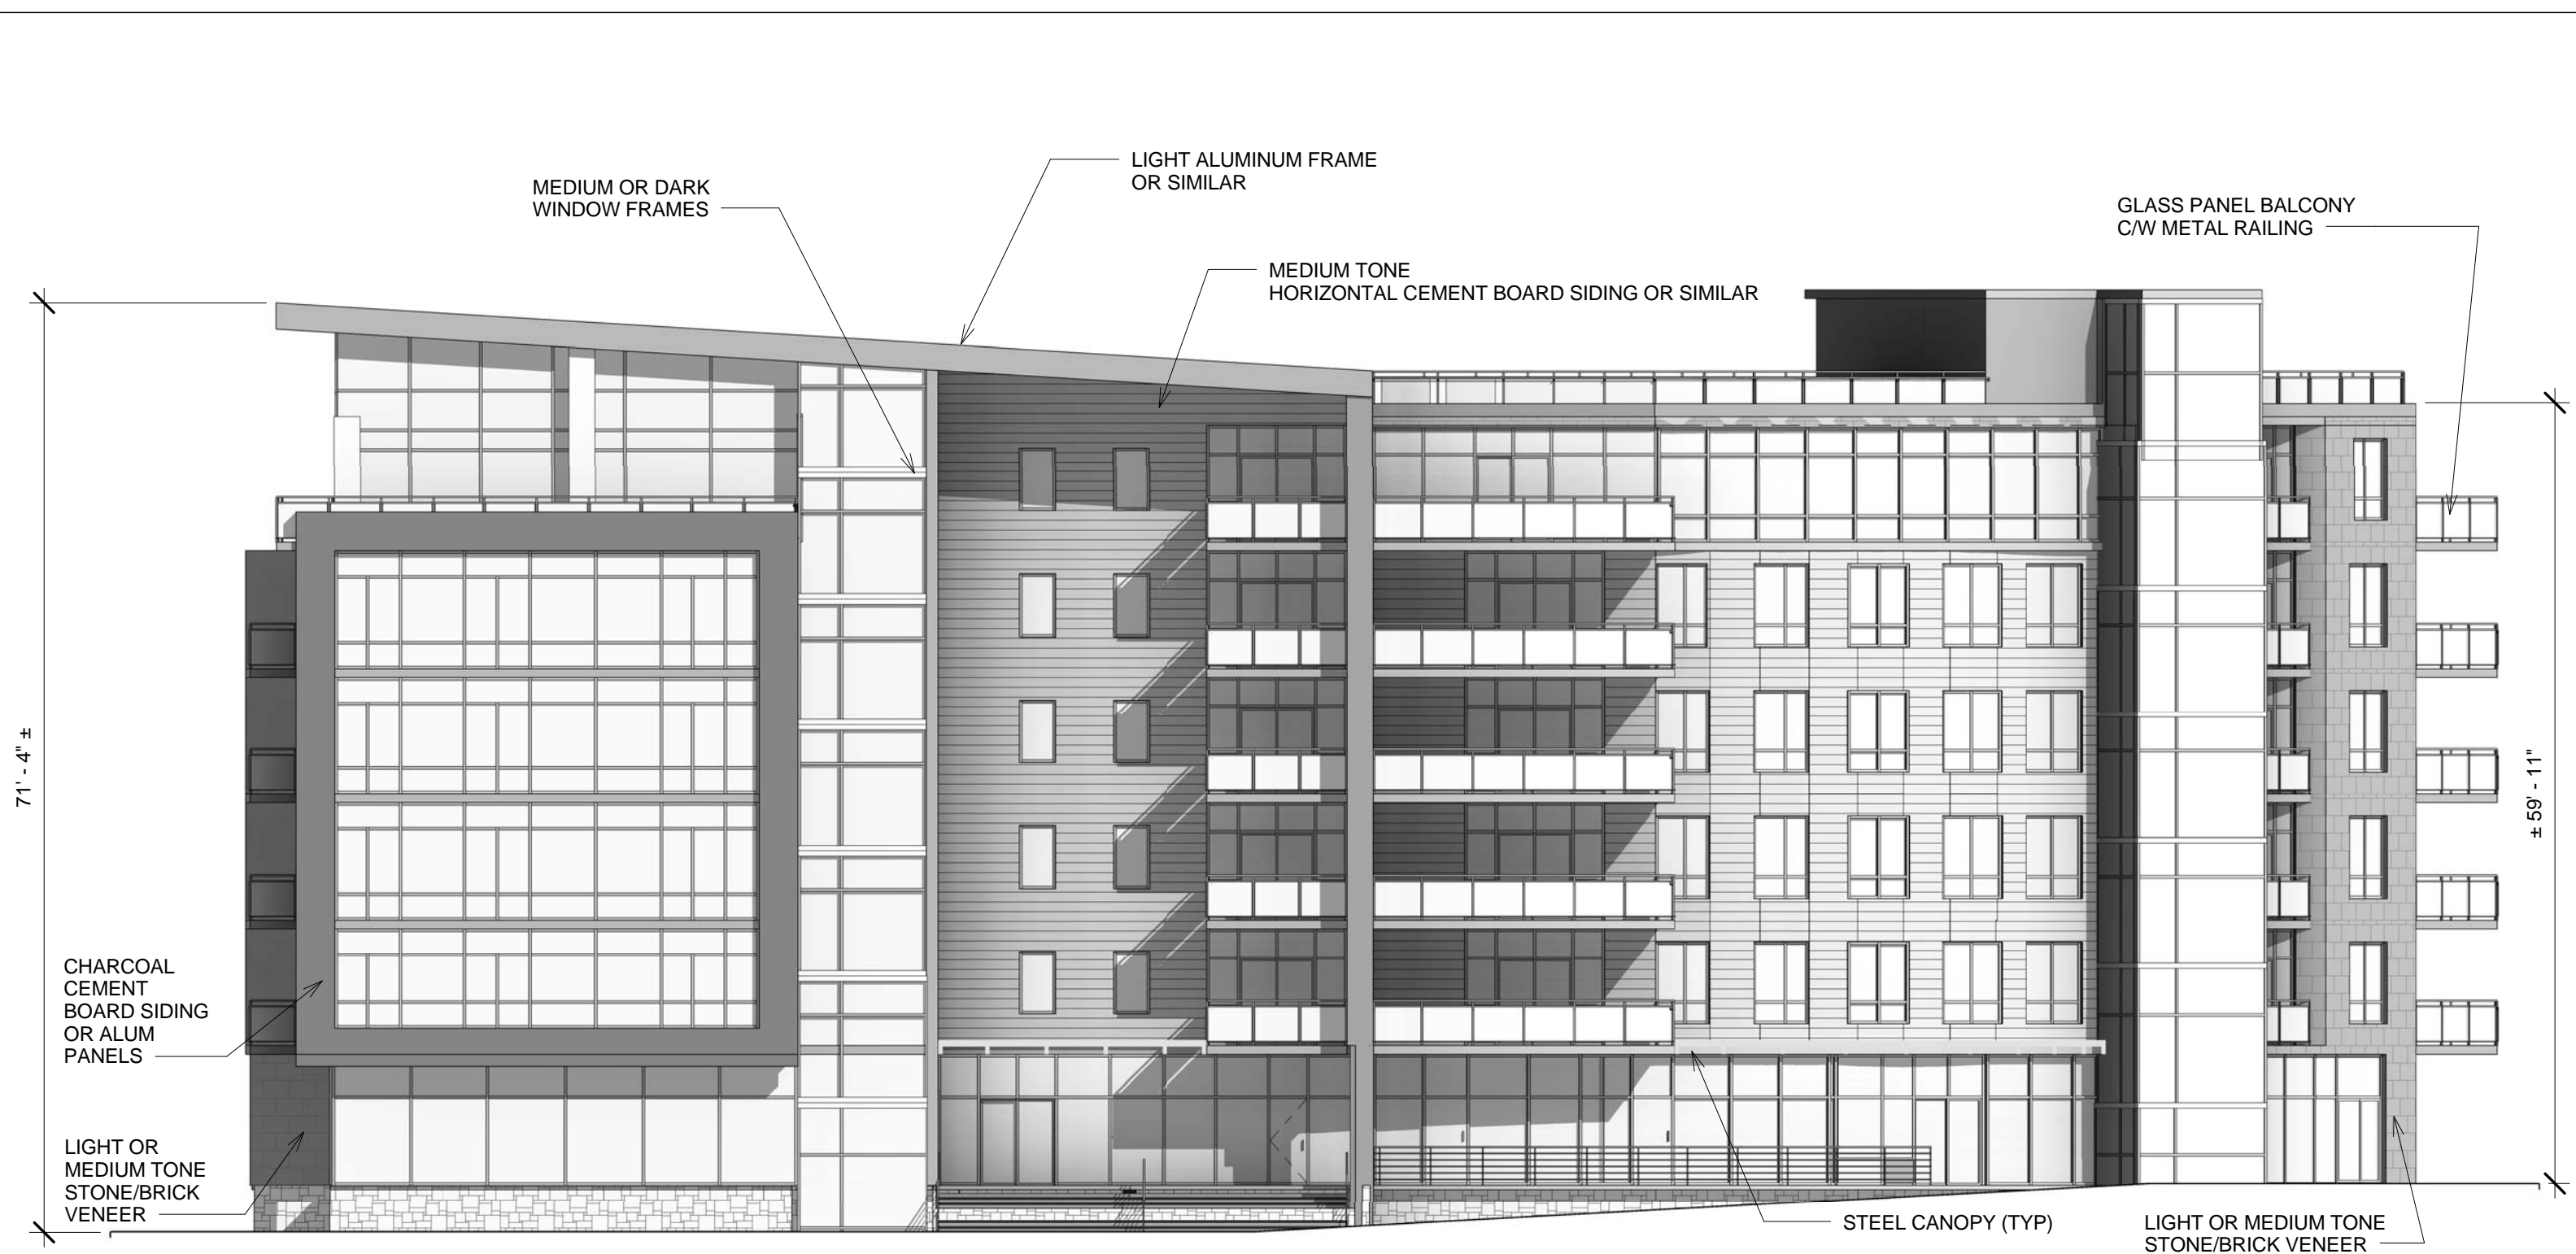 LIGHT ALUMINUM FRAME
OR SIMILAR
MEDIUM OR DARK
WINDOW FRAMES
GLASS PANEL BALCONY
C/W METAL RAILING
MEDIUM TONE
HORIZONTAL CEMENT BOARD SIDING OR SIMILAR
71' - 4" ±
± 59' - 11"
CHARCOAL
CEMENT
BOARD SIDING
OR ALUM
PANELS
LIGHT OR
MEDIUM TONE
STONE/BRICK
VENEER
STEEL CANOPY (TYP)
LIGHT OR MEDIUM TONE
STONE/BRICK VENEER